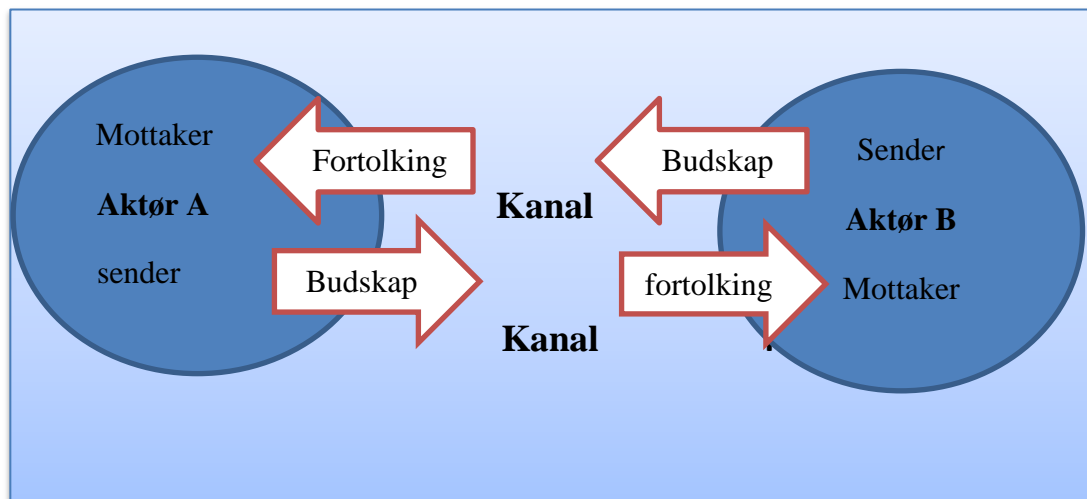 Mottaker
Fortolking
Budskap
Sender
Kanal
Aktør A
Aktør B
sender
Budskap
fortolking
Mottaker
Kanal